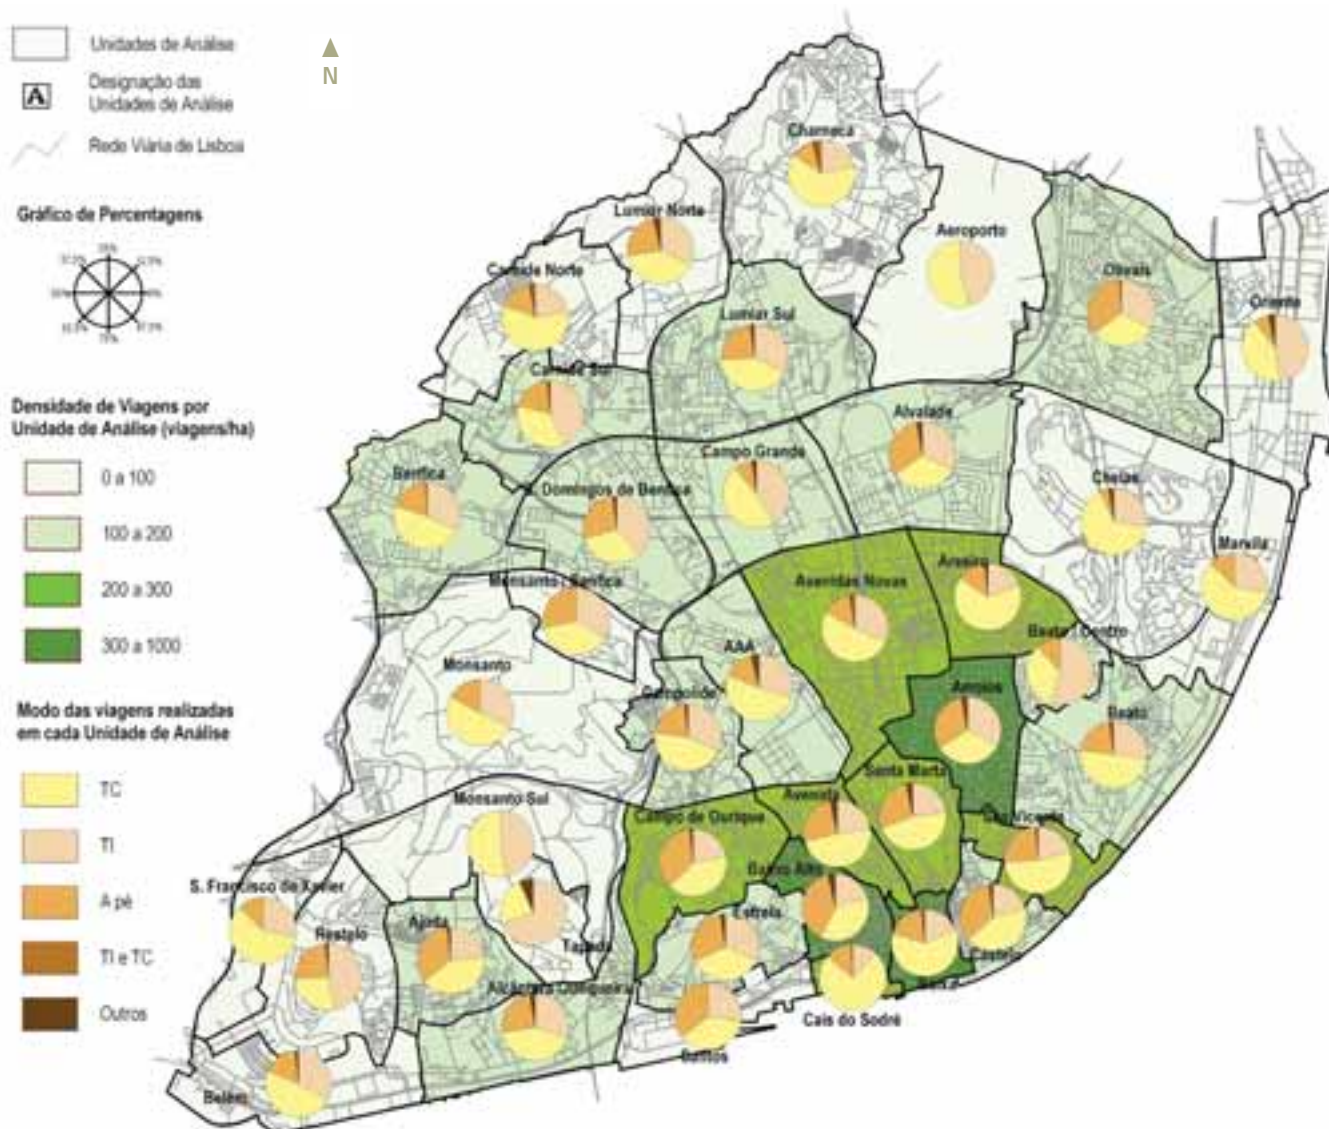 Unidades de Análise
A
Designação das
Unidades de Análise
Rede Viária de Lisboa
N
Gráfico de Percentagens
Densidade de Viagens por
Unidade de Análise (viagens/ha)
0 a 100
100 a 200
200 a 300
300 a 1000
Modo das viagens realizadas
em cada Unidade de Análise
TC
TI
A pé
TI e TC
Outros
Charneca
Lumiar Norte
Aeroporto
Carnide Norte
Olivais
Oriente
Lumiar Sul
Carnide Sul
Alvalade
Campo Grande
Benfica
S. Domingos de Benfica
Chelas
Marvila
Monsanto - Benfica
Avenidas Novas
Areeiro
Beato - Centro
AAA
Monsanto
Campolide
Anjos
Beato
Santa Marta
Monsanto Sul
Avenida
Campo de Ourique
São Vicente
Bairro Alto
S. Francisco de Xavier
Estrela
Ajuda
Restelo
Tapada
Castelo
Baixa
Alcântara - Junqueira
Cais do Sodré
Santos
Belém